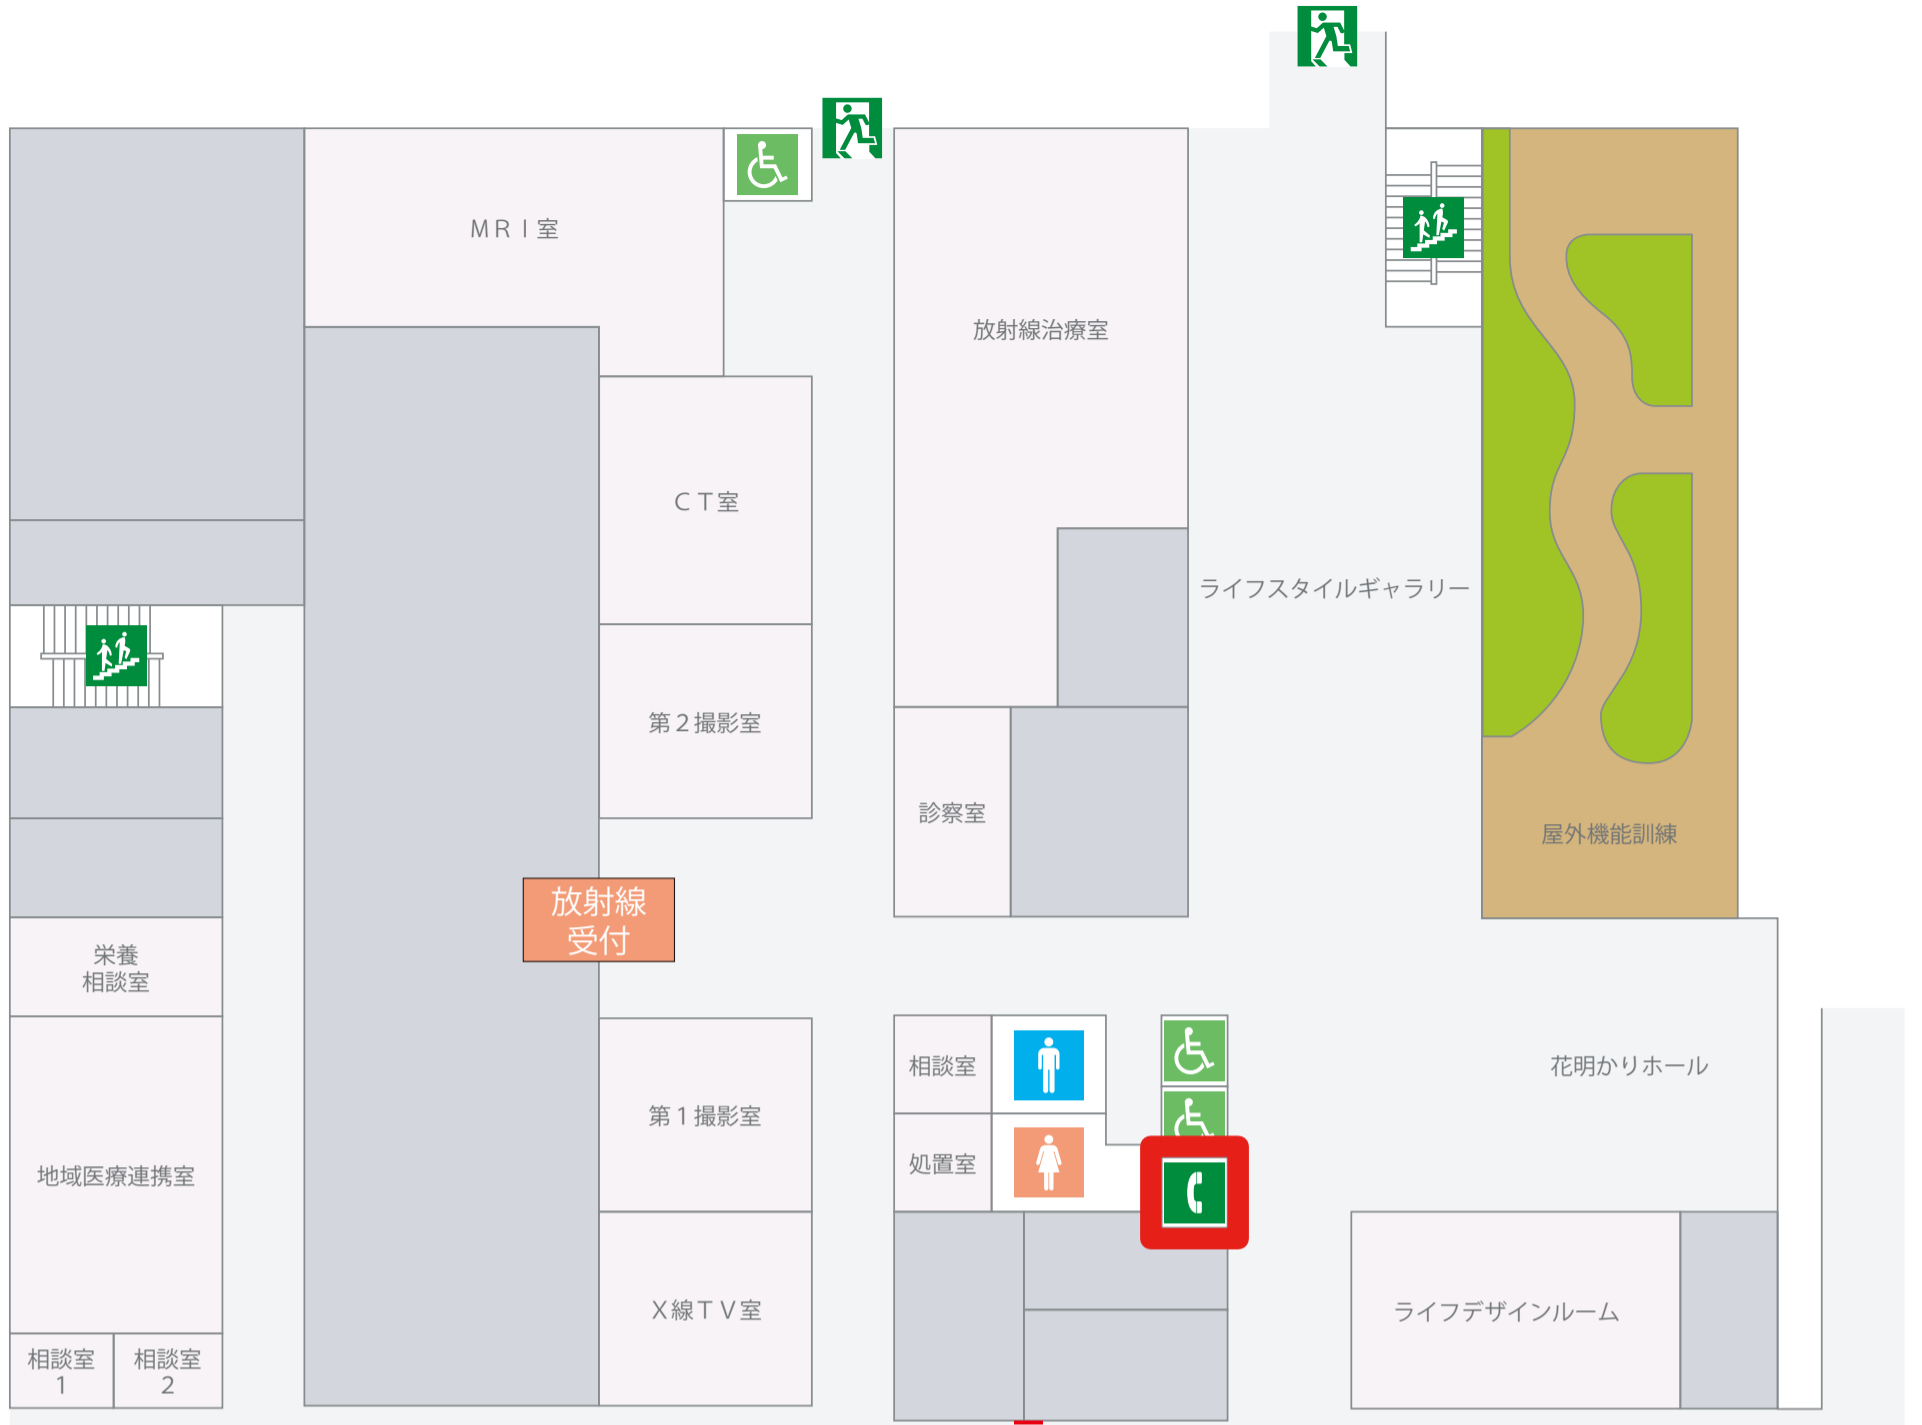 ＭＲＩ室
放射線治療室
ＣＴ室
ライフスタイルギャラリー
第２撮影室
診察室
屋外機能訓練
放射線
受付
栄養
相談室
相談室
花明かりホール
第１撮影室
処置室
地域医療連携室
Ｘ線ＴＶ室
ライフデザインルーム
相談室
1
相談室
2